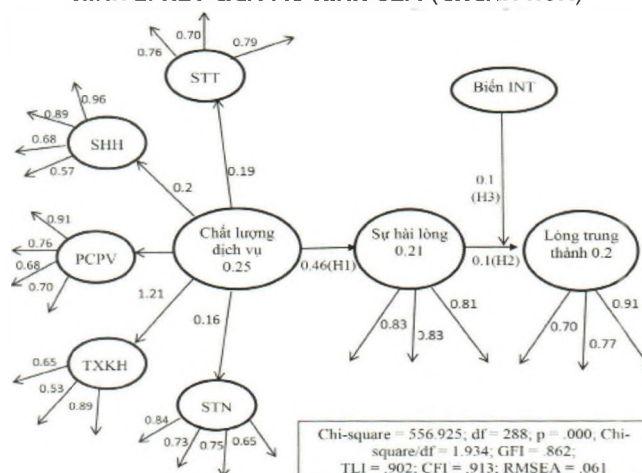 0.76
0.70
0.79
STT
Biến INT
0.96
0.89
0.68
0.57
SHH
0.19
0.2
0.1
(H3)
0.91
0.76
0.68
0.70
PCPV
Chất lượng
dịch vụ
0.25
0.46(H1)
Sự hài lòng
0.21
0.1(H2)
Lòng trung
thành 0.2
1.21
0.16
0.83
0.83
0.81
0.70
0.77
0.91
0.65
0.53
0.89
TXKH
STN
0.84
0.73
0.75
0.65
Chi-square = 556.925; df = 288; p = .000, Chi-
square/df = 1.934; GFI = .862;
TLI = .902; CFI = .913; RMSEA = .061